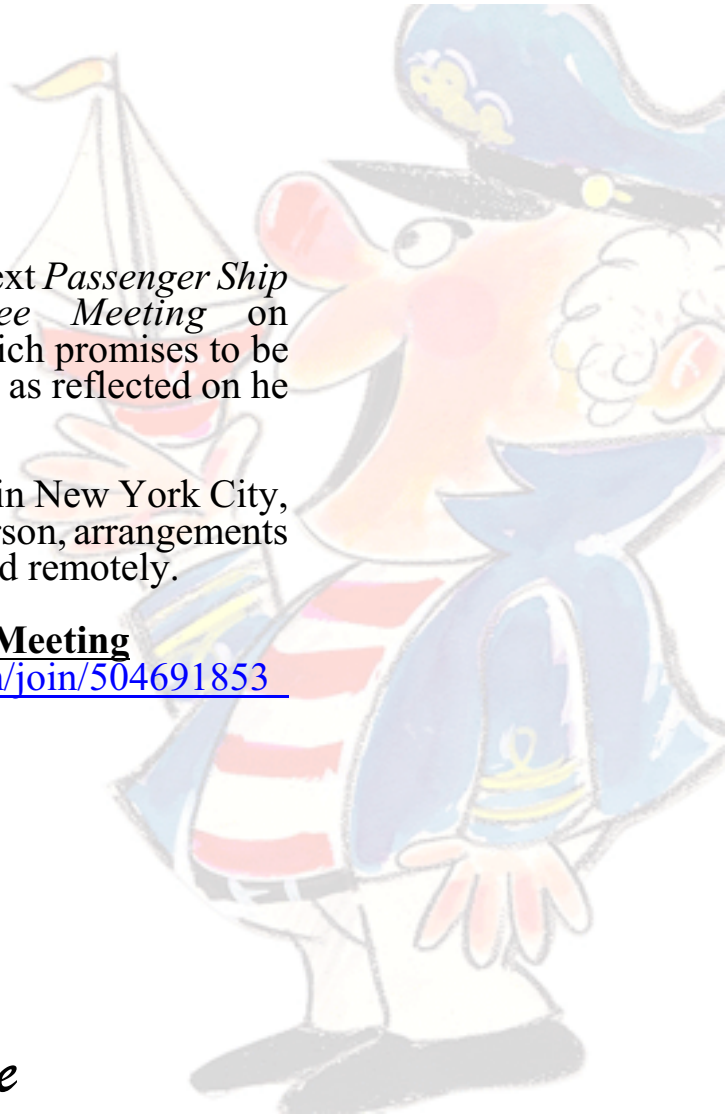 ext Passenger Ship
ee Meeting on
ich promises to be
as reflected on he
in New York City,
rson, arrangements
d remotely.
Meeting
/join/504691853
e